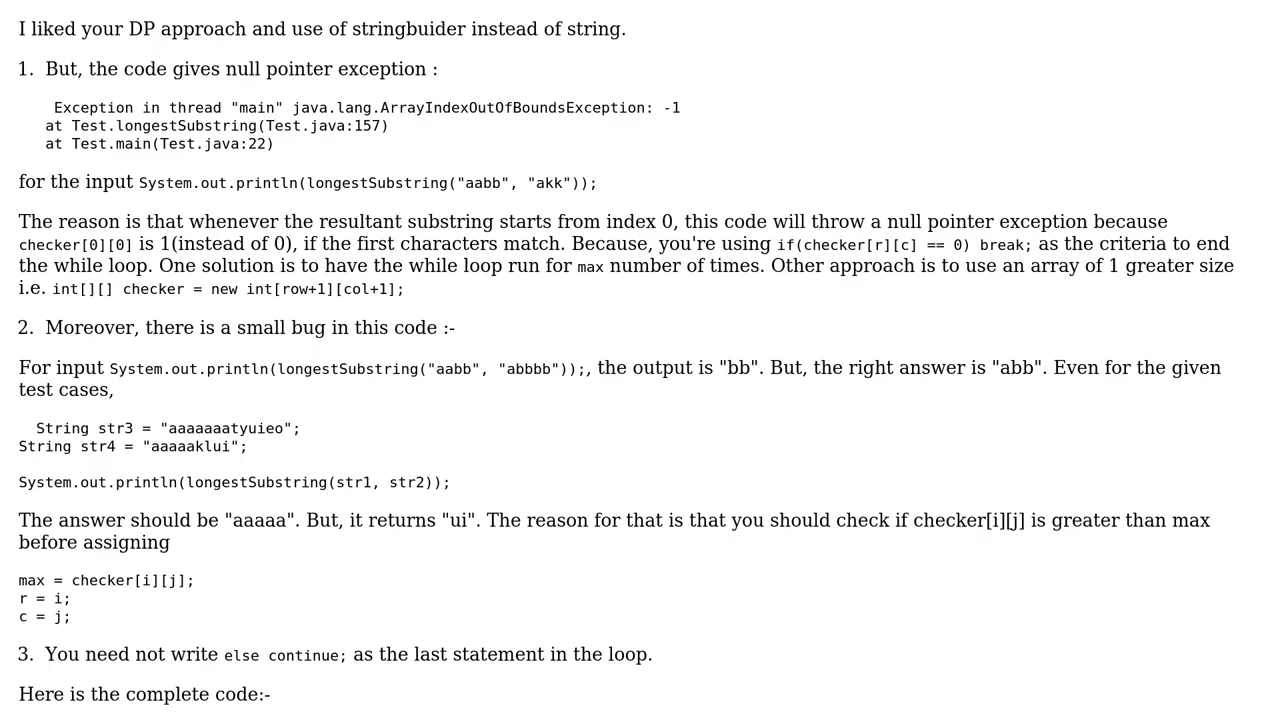 I liked your DP approach and use of stringbuider instead of string.
1. But, the code gives null pointer exception :
Exception in thread "main" java.lang.ArrayIndexOutOfBoundsException: -1
at Test.longestSubstring(Test.java:157)
at Test.main(Test.java:22)
for the input System.out.println(longestSubstring("aabb", "akk"));
The reason is that whenever the resultant substring starts from index 0, this code will throw a null pointer exception because
checker[0][0] is 1(instead of 0), if the first characters match. Because, you're using if(checker[r][c] == 0) break; as the criteria to end
the while loop. One solution is to have the while loop run for max number of times. Other approach is to use an array of 1 greater size
i.e. int[][] checker = new int[row+1][col+1];
2. Moreover, there is a small bug in this code :-
For input System.out.println(longestSubstring("aabb", "abbbb"));, the output is "bb". But, the right answer is "abb". Even for the given
test cases,
String str3 = "aaaaaaatyuieo";
String str4 = "aaaaaklui";
System.out.println(longestSubstring(str1, str2));
The answer should be "aaaaa". But, it returns "ui". The reason for that is that you should check if checker[i][j] is greater than max
before assigning
max = checker[i][j];
r = i;
c = j;
3. You need not write else continue; as the last statement in the loop.
Here is the complete code:-